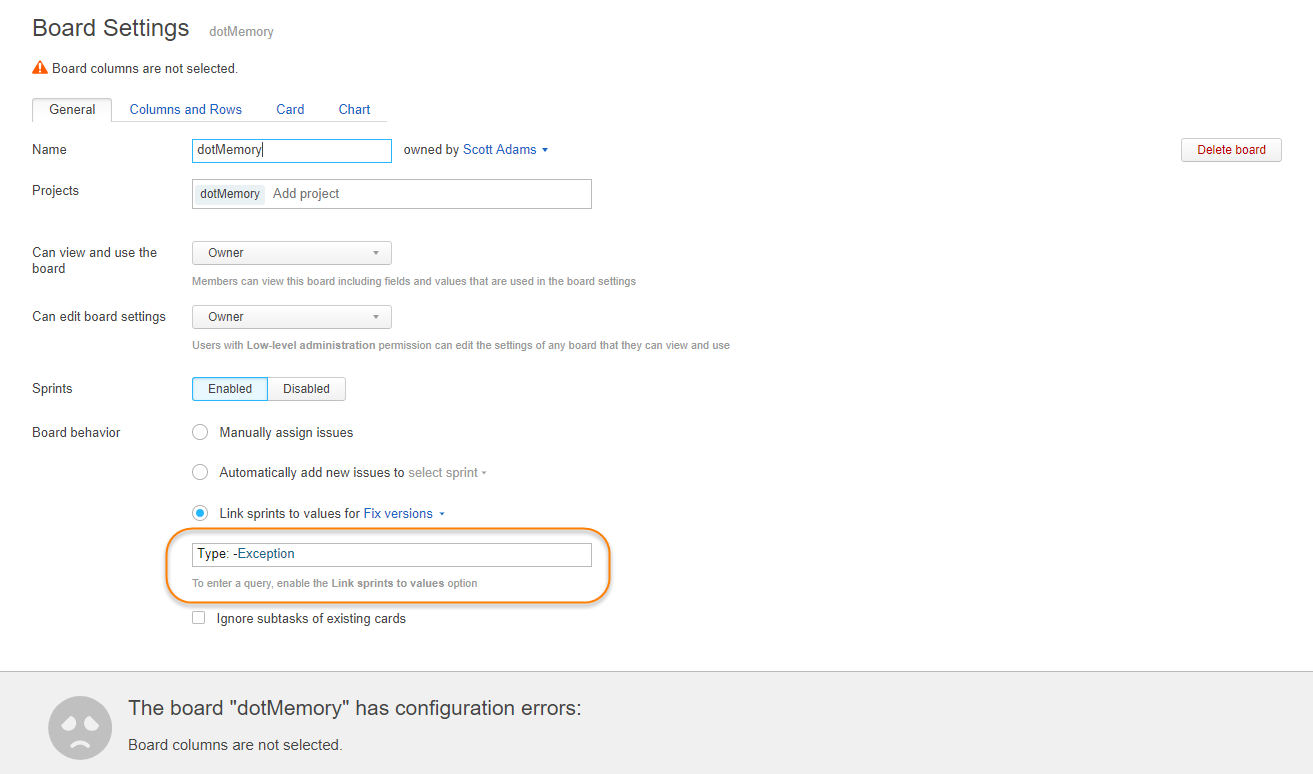 Board Settings dotMemory
Board columns are not selected.
General Columns and Rows Card Chart
Name dotMemory owned by Scott Adams Delete board
Projects dotMemory Add project
Can view and use the board Owner
Members can view this board including fields and values that are used in the board settings
Can edit board settings Owner
Users with Low-level administration permission can edit the settings of any board that they can view and use
Sprints Enabled Disabled
Board behavior Manually assign issues
Automatically add new issues to select sprint
Link sprints to values for Fix versions
Type: -Exception
To enter a query, enable the Link sprints to values option
Ignore subtasks of existing cards
The board "dotMemory" has configuration errors:
Board columns are not selected.